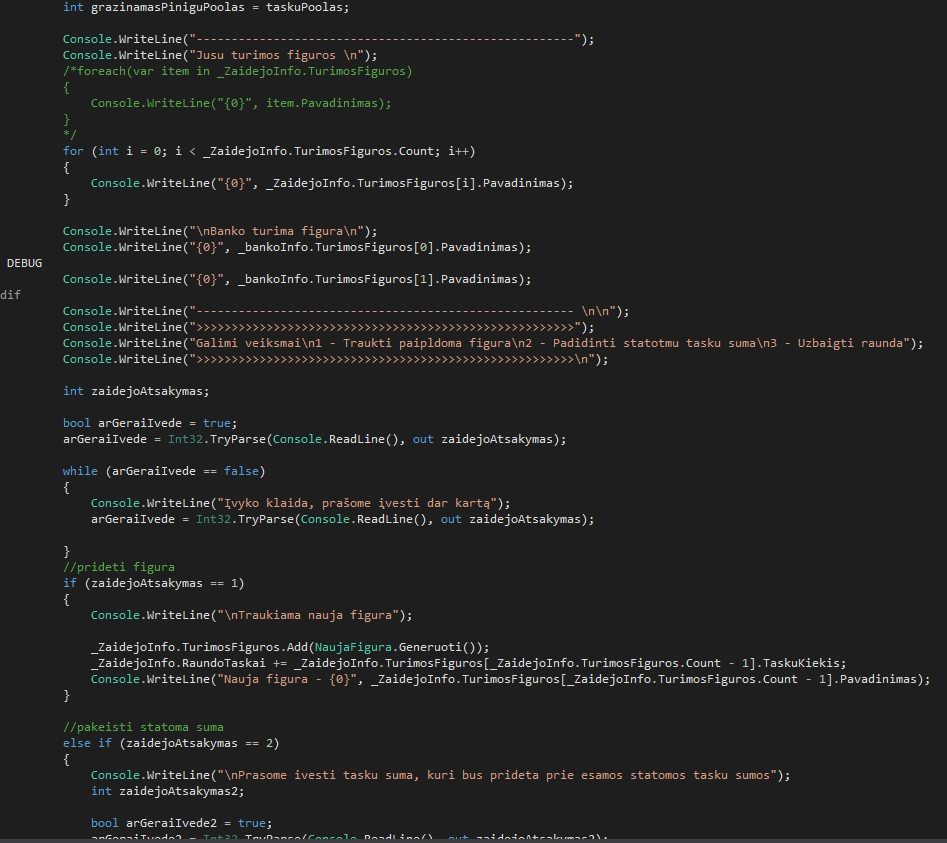 int grazinamasPiniguPoolas = taskuPoolas;
Console.WriteLine("------------------------------------------------------");
Console.WriteLine("Jusu turimos figuros \n");
/*foreach(var item in _ZaidejoInfo.TurimosFiguros)
{
Console.WriteLine("{0}", item.Pavadinimas);
}
*/
for (int i = 0; i < _ZaidejoInfo.TurimosFiguros.Count; i++)
{
Console.WriteLine("{0}", _ZaidejoInfo.TurimosFiguros[i].Pavadinimas);
}
Console.WriteLine("\nBanko turima figura\n");
Console.WriteLine("{0}", _bankoInfo.TurimosFiguros[0].Pavadinimas);
DEBUG
Console.WriteLine("{0}", _bankoInfo.TurimosFiguros[1].Pavadinimas);
dif
Console.WriteLine("------------------------------------------------------ \n\n");
Console.WriteLine(">>>>>>>>>>>>>>>>>>>>>>>>>>>>>>>>>>>>>>>>>>>>>>>>>>>>>>");
Console.WriteLine("Galimi veiksmai\n1 - Traukti paipldoma figura\n2 - Padidinti statotmu tasku suma\n3 - Uzbaigti raunda");
Console.WriteLine(">>>>>>>>>>>>>>>>>>>>>>>>>>>>>>>>>>>>>>>>>>>>>>>>>>>>>>\n");
int zaidejoAtsakymas;
bool arGeraiIvede = true;
arGeraiIvede = Int32.TryParse(Console.ReadLine(), out zaidejoAtsakymas);
while (arGeraiIvede == false)
{
Console.WriteLine("Įvyko klaida, prašome įvesti dar kartą");
arGeraiIvede = Int32.TryParse(Console.ReadLine(), out zaidejoAtsakymas);
}
//prideti figura
if (zaidejoAtsakymas == 1)
{
Console.WriteLine("\nTraukiama nauja figura");
_ZaidejoInfo.TurimosFiguros.Add(NaujaFigura.Generuoti());
_ZaidejoInfo.RaundoTaskai += _ZaidejoInfo.TurimosFiguros[_ZaidejoInfo.TurimosFiguros.Count - 1].TaskuKiekis;
Console.WriteLine("Nauja figura - {0}", _ZaidejoInfo.TurimosFiguros[_ZaidejoInfo.TurimosFiguros.Count - 1].Pavadinimas);
}
//pakeisti statoma suma
else if (zaidejoAtsakymas == 2)
{
Console.WriteLine("\nPrasome ivesti tasku suma, kuri bus prideta prie esamos statomos tasku sumos");
int zaidejoAtsakymas2;
bool arGeraiIvede2 = true;
arGeraiIvede2 = Int32.TryParse(Console.ReadLine(), out zaidejoAtsakymas2);